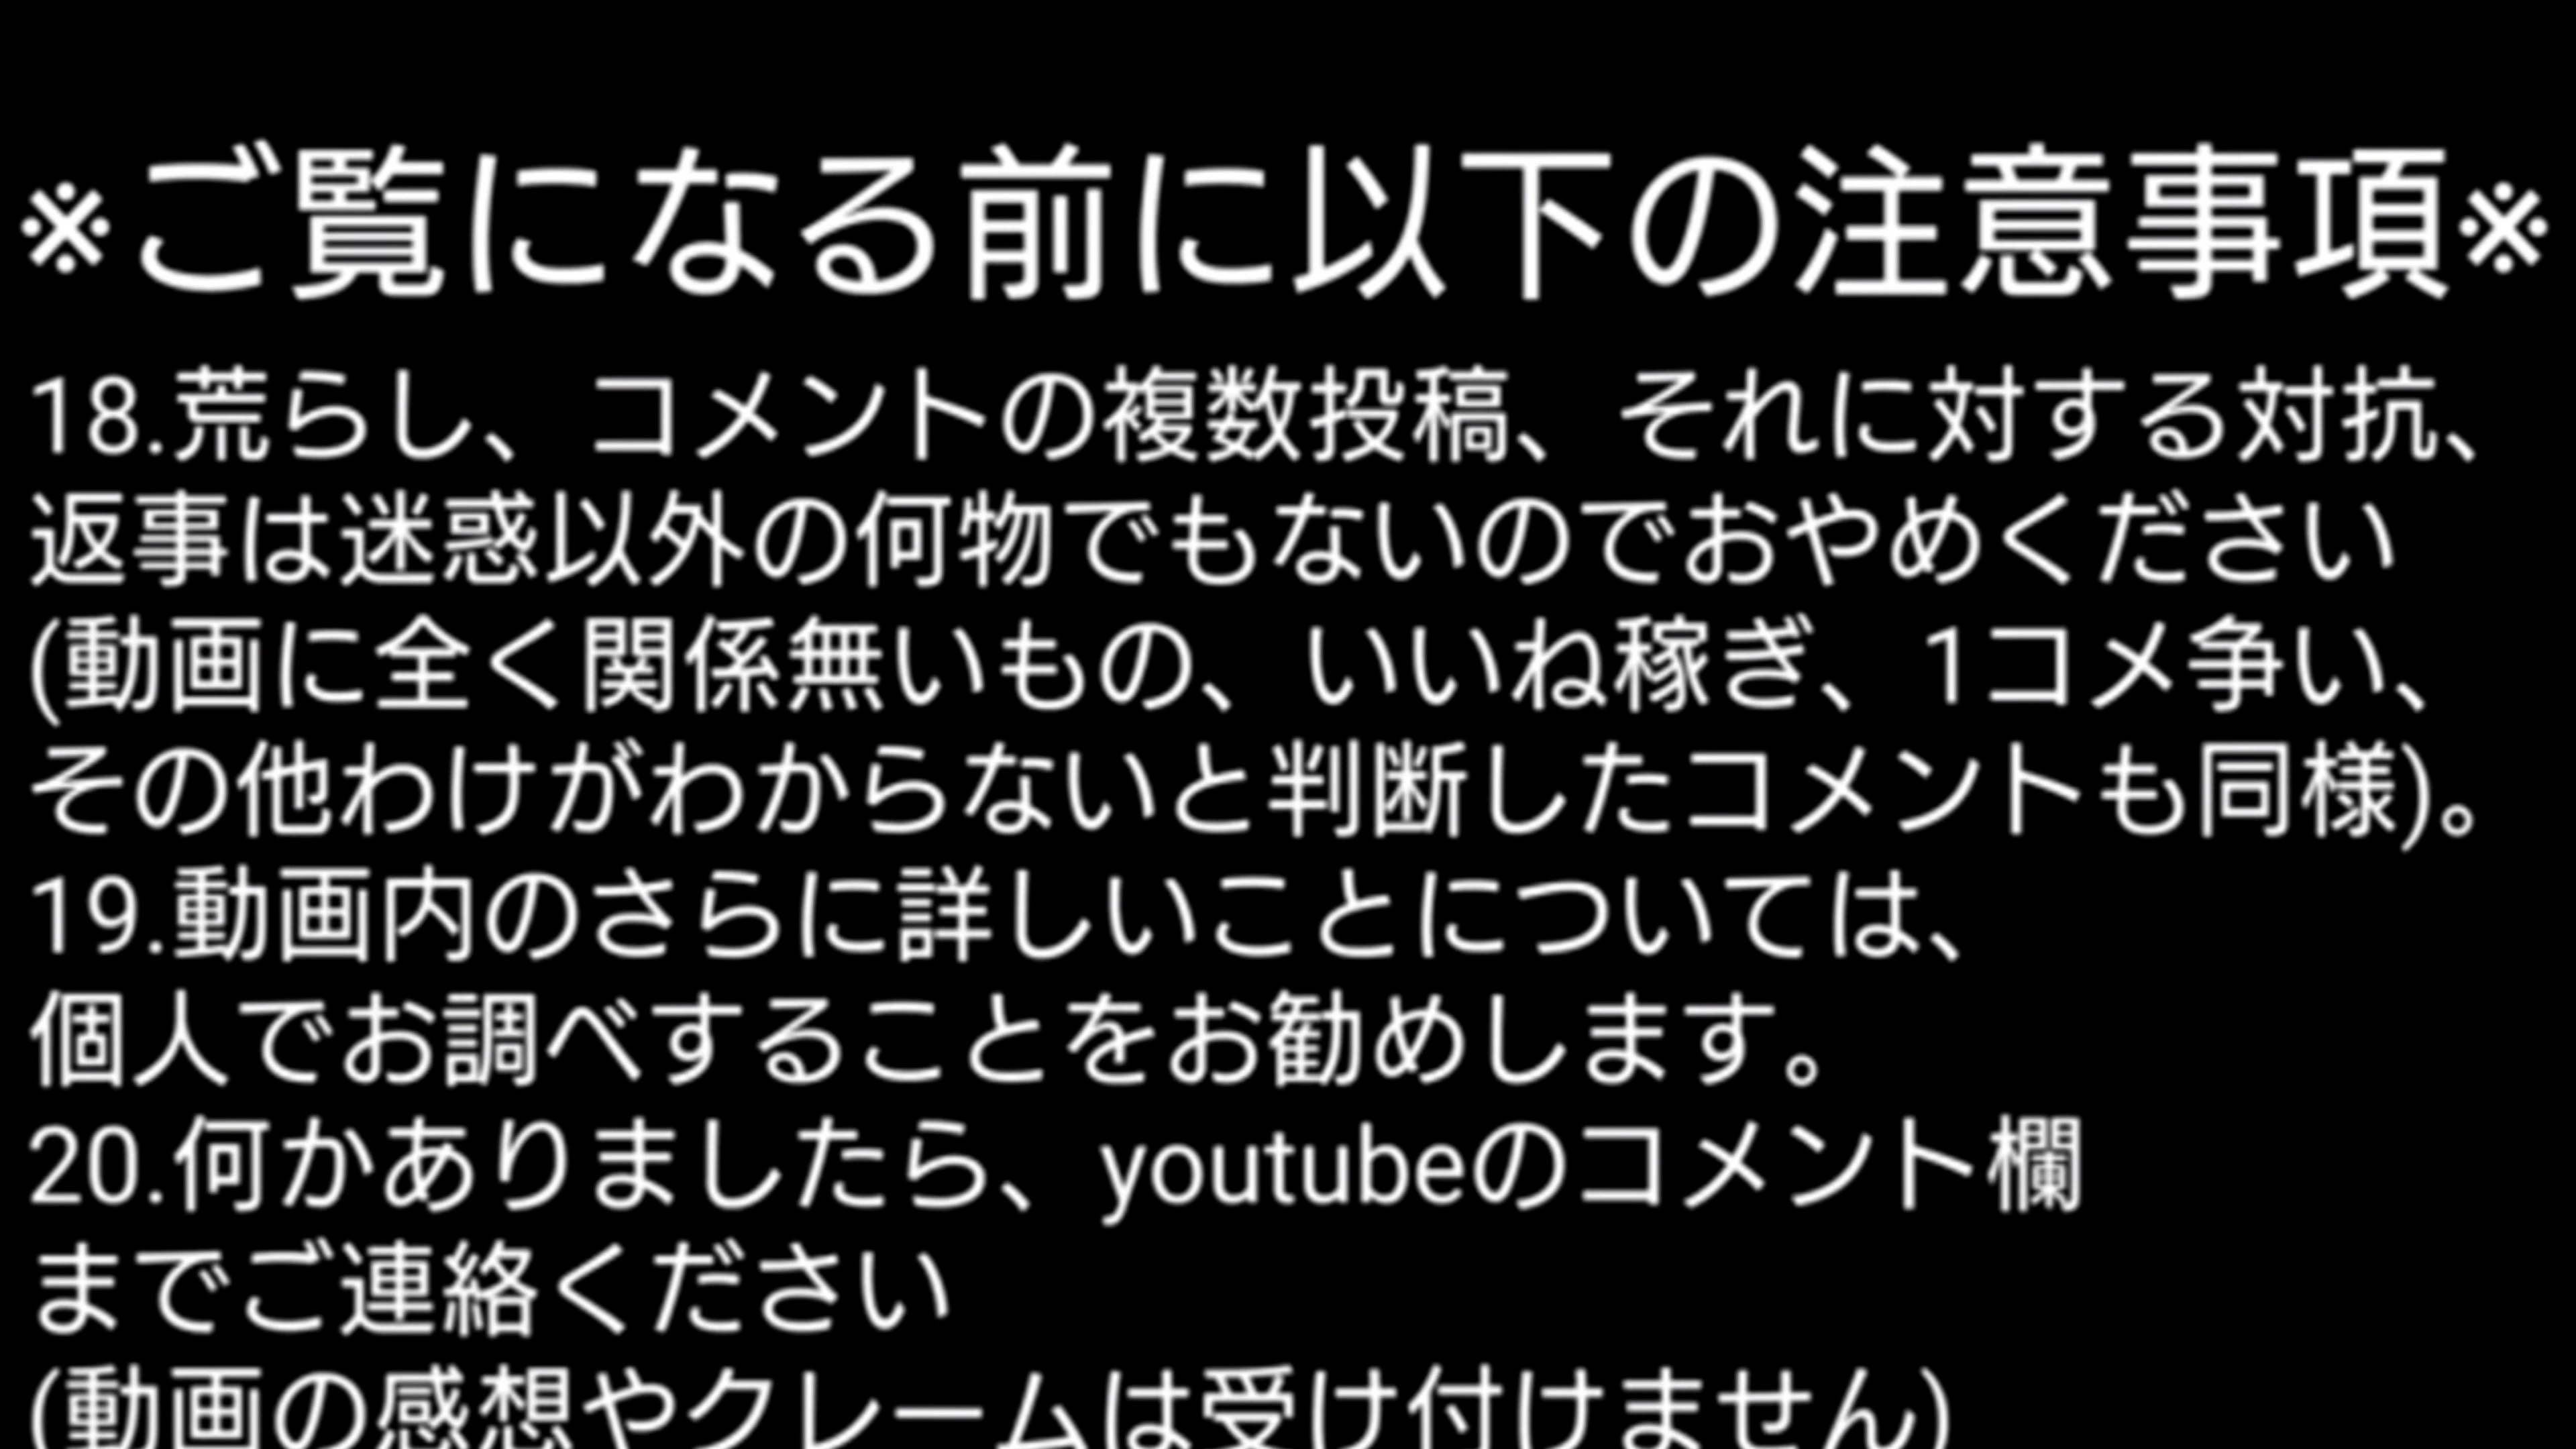 ※ご覧になる前に以下の注意事項※
18.荒らし、コメントの複数投稿、それに対する対抗、
返事は迷惑以外の何物でもないのでおやめください
(動画に全く関係無いもの、いいね稼ぎ、1コメ争い、
その他わけがわからないと判断したコメントも同様)。
19.動画内のさらに詳しいことについては、
個人でお調べすることをお勧めします。
20.何かありましたら、youtubeのコメント欄
までご連絡ください
(動画の感想やクレームは受け付けません)